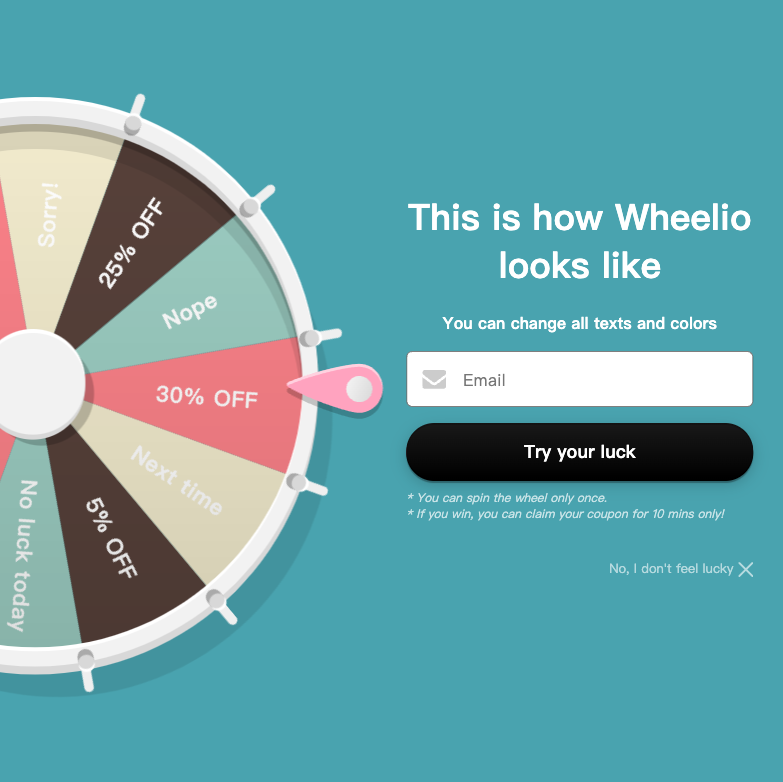 Sorry!
25% OFF
Nope
30% OFF
Next time
5% OFF
No luck today
This is how Wheelio
looks like
You can change all texts and colors
Email
Try your luck
* You can spin the wheel only once.
* If you win, you can claim your coupon for 10 mins only!
No, I don't feel lucky